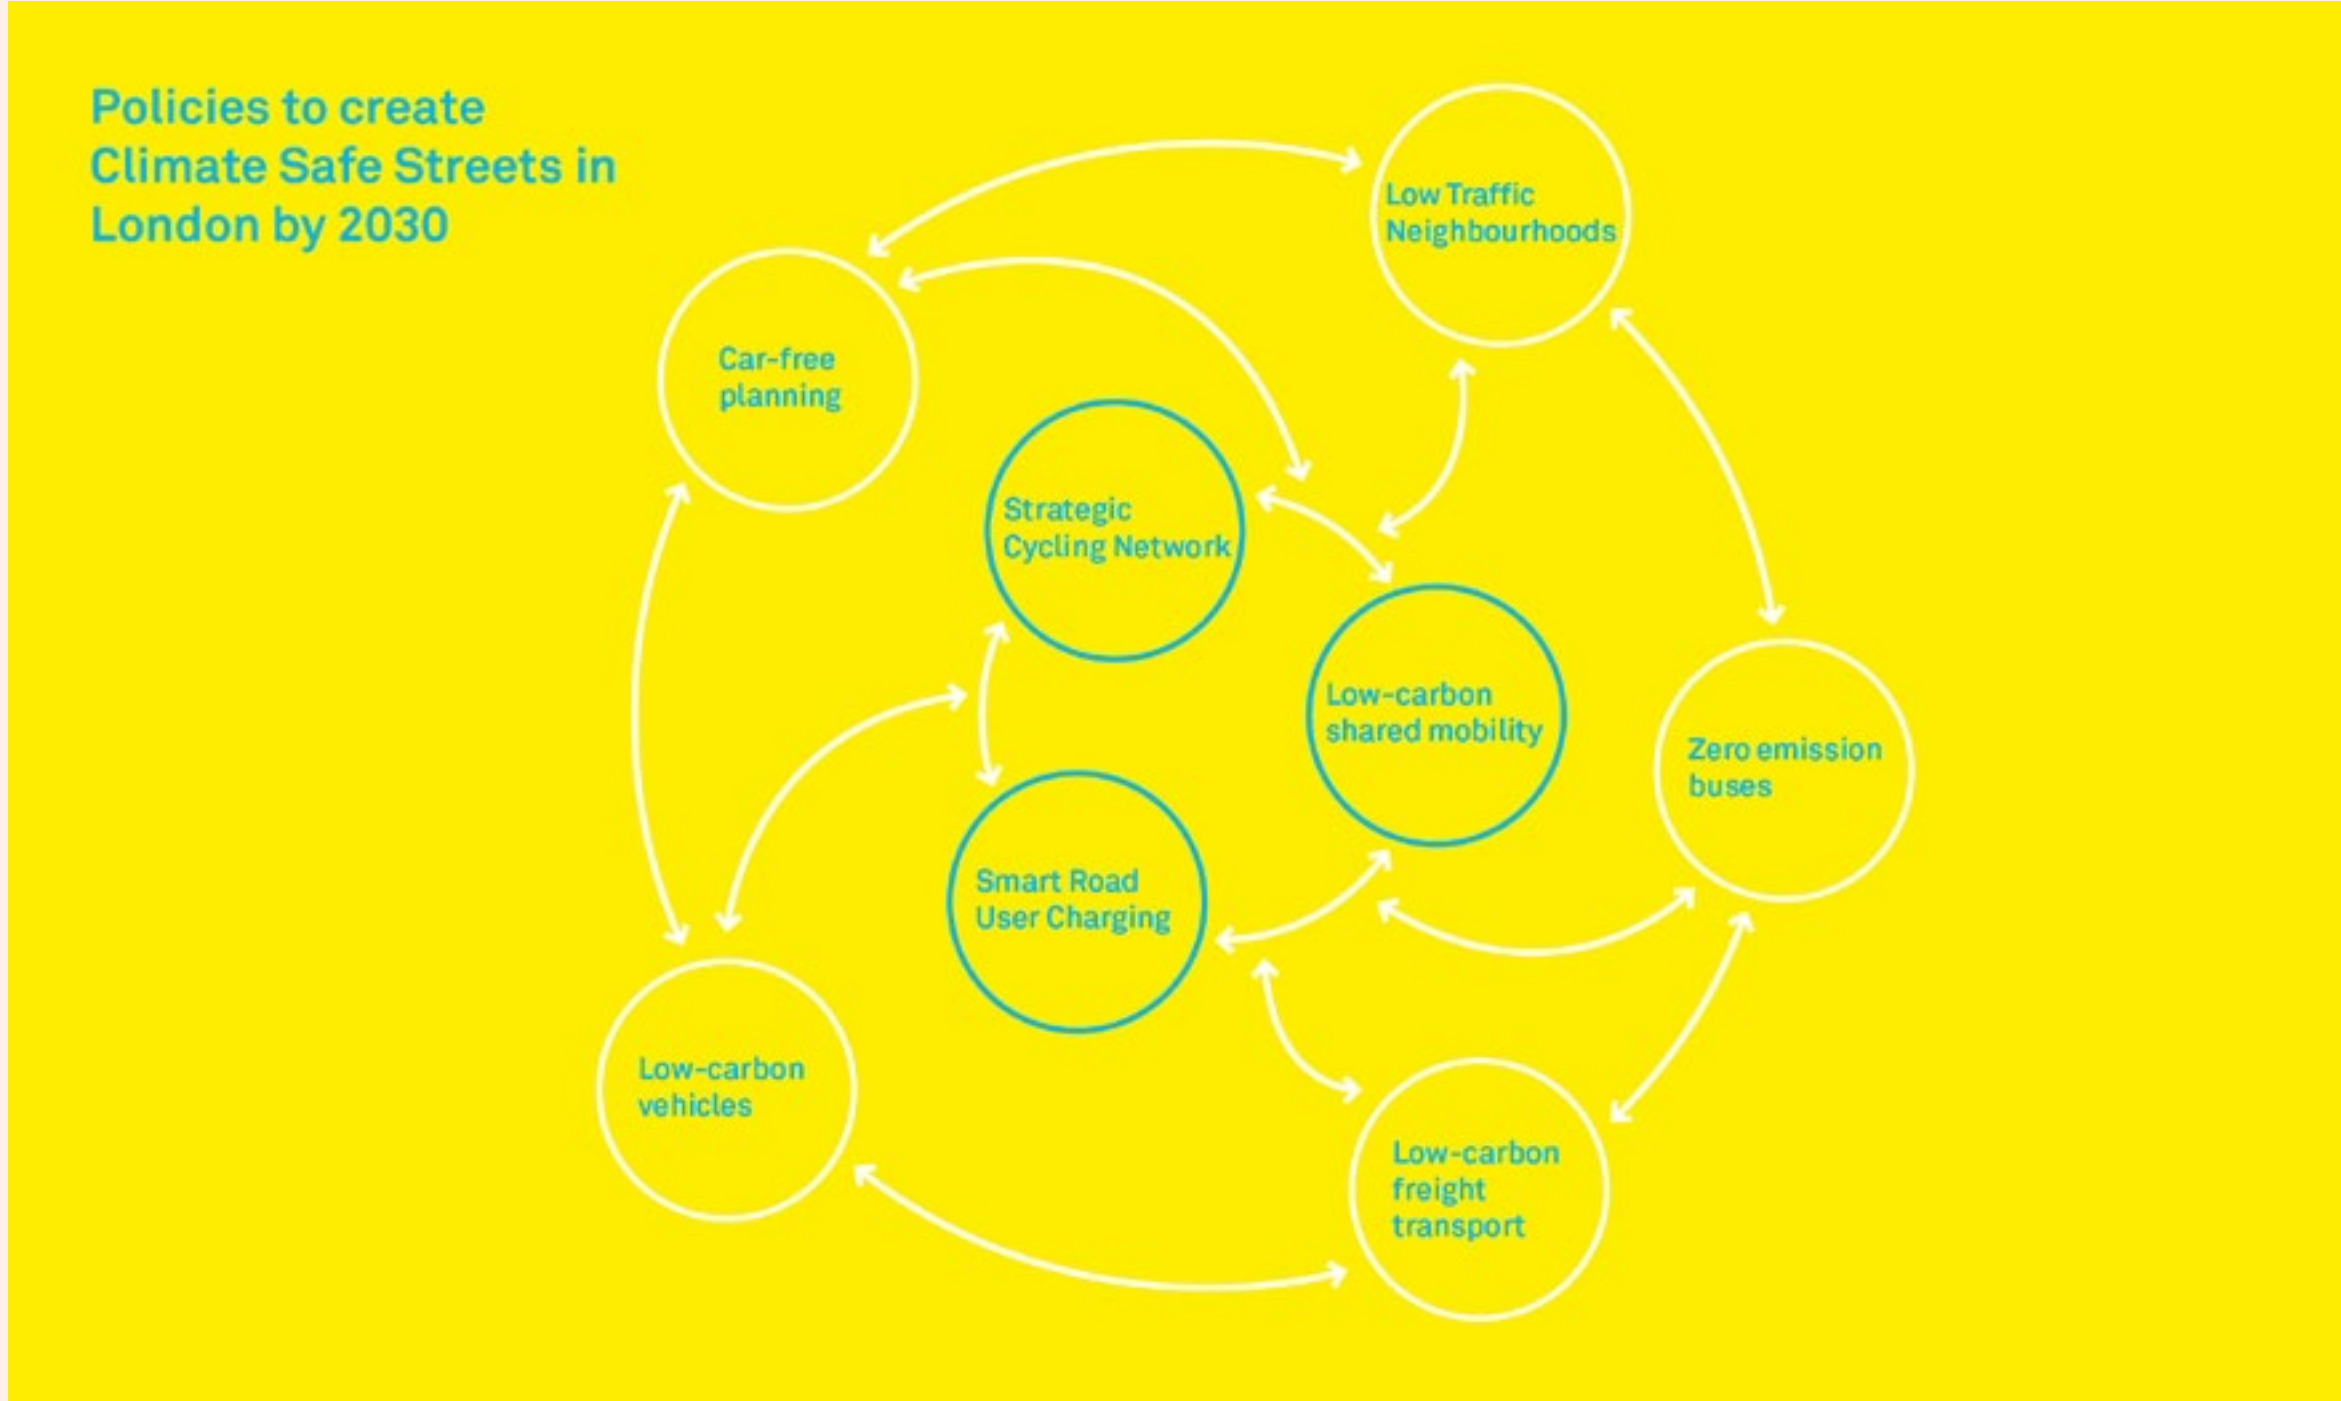 Policies to create
Climate Safe Streets in
London by 2030
Low Traffic
Neighbourhoods
Car-free
planning
Strategic
Cycling Network
Low-carbon
shared mobility
Zero emission
buses
Smart Road
User Charging
Low-carbon
vehicles
Low-carbon
freight
transport